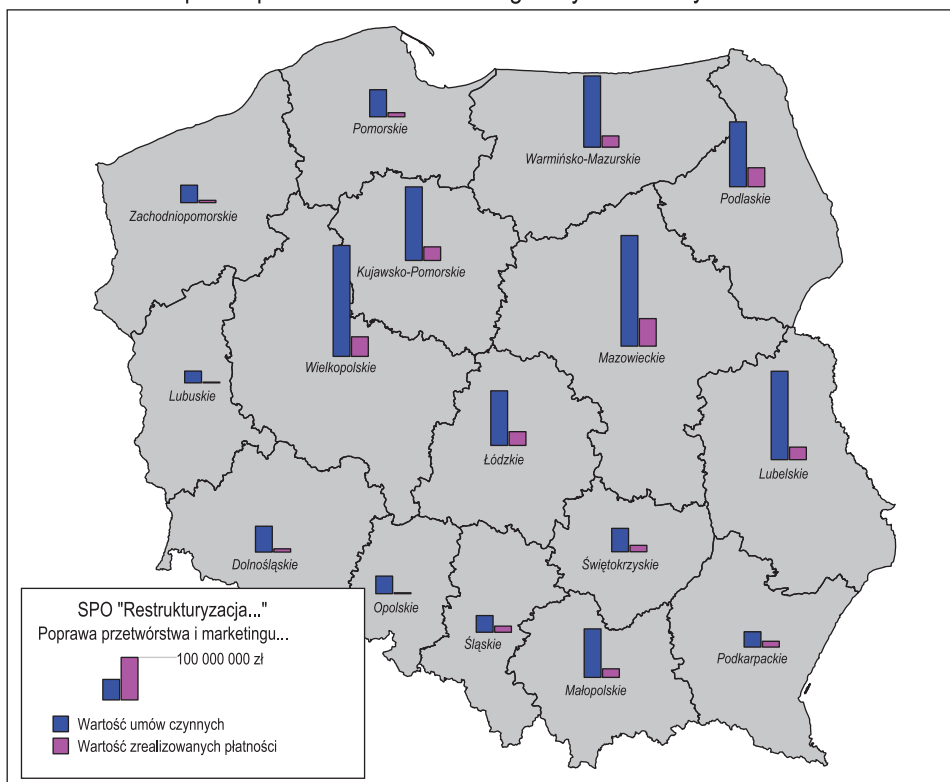 Pomorskie
Warmińsko-Mazurskie
Podlaskie
Zachodniopomorskie
Kujawsko-Pomorskie
Wielkopolskie
Mazowieckie
Lubuskie
Łódzkie
Lubelskie
Dolnośląskie
Świętokrzyskie
Opolskie
Śląskie
Małopolskie
Podkarpackie
SPO "Restrukturyzacja..."
Poprawa przetwórstwa i marketingu...
100 000 000 zł
Wartość umów czynnych
Wartość zrealizowanych płatności